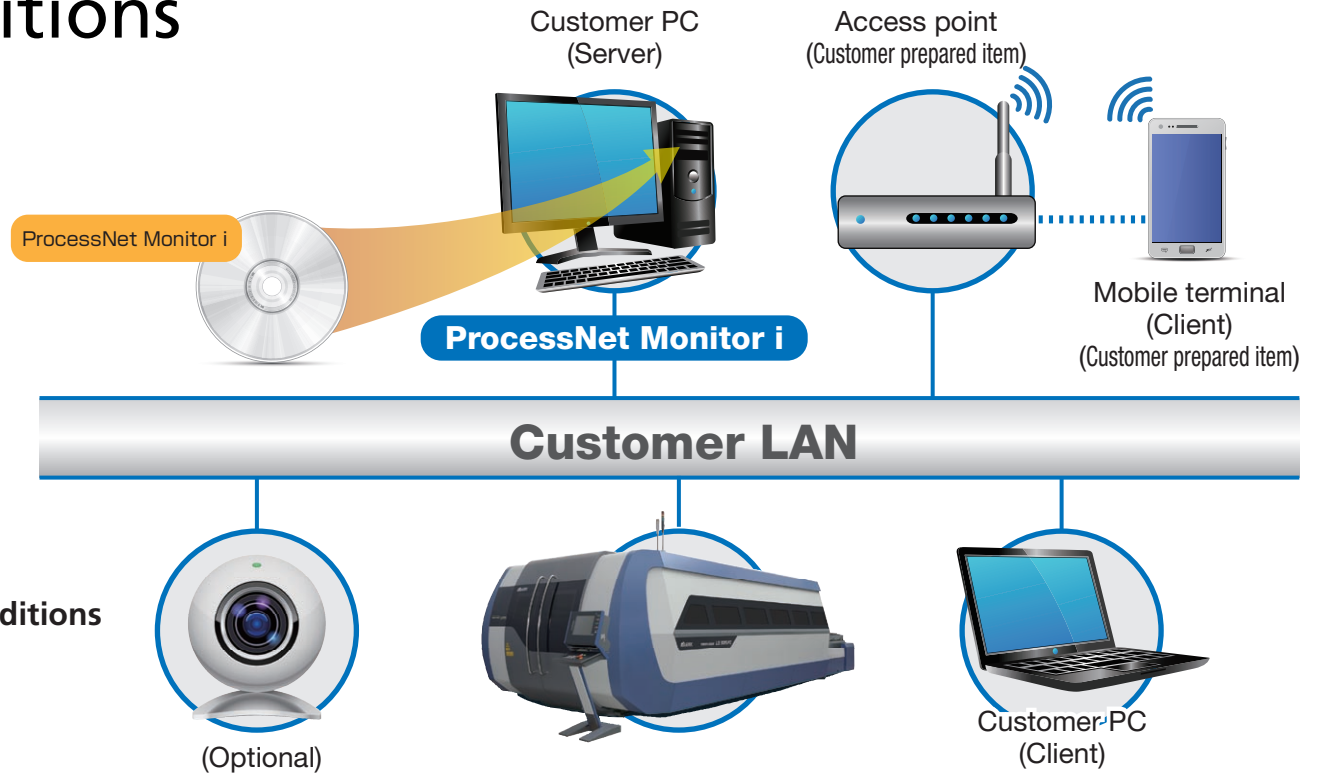 itions
Customer PC
(Server)
Access point
(Customer prepared item)
ProcessNet Monitor i
Mobile terminal
(Client)
(Customer prepared item)
ProcessNet Monitor i
Customer LAN
ditions
(Optional)
Customer PC
(Client)